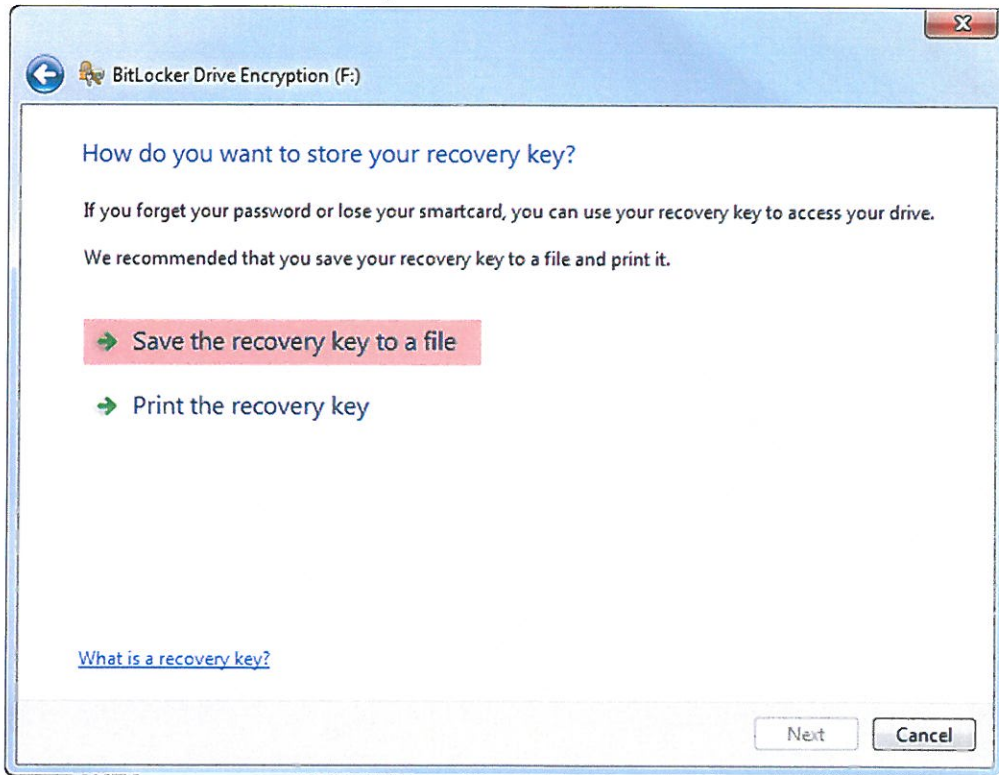 BitLocker Drive Encryption (F:)
How do you want to store your recovery key?
If you forget your password or lose your smartcard, you can use your recovery key to access your drive.
We recommended that you save your recovery key to a file and print it.
Save the recovery key to a file
Print the recovery key
What is a recovery key?
Next
Cancel